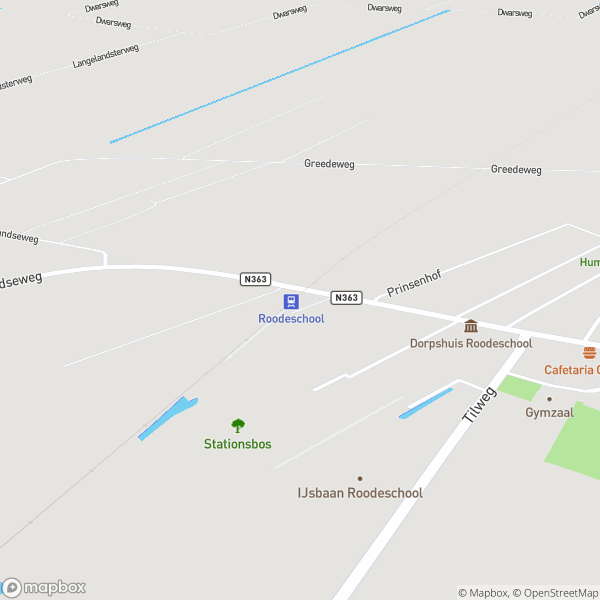 Dwarsweg
Dwarsweg
Dwarsweg
Dwarsweg
Langelandsterweg
Greedeweg
Greedeweg
N363
N363
Prinsenhof
Roodeschool
Dorpshuis Roodeschool
Cafetaria
Tilweg
Gymzaal
Stationsbos
IJsbaan Roodeschool
mapbox
© Mapbox, © OpenStreetMap